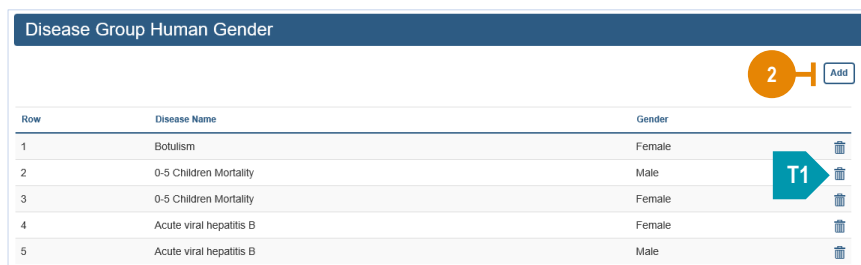 Disease Group Human Gender
2 Add
Row Disease Name Gender
1 Botulism Female
2 0-5 Children Mortality Male T1
3 0-5 Children Mortality Female
4 Acute viral hepatitis B Female
5 Acute viral hepatitis B Male